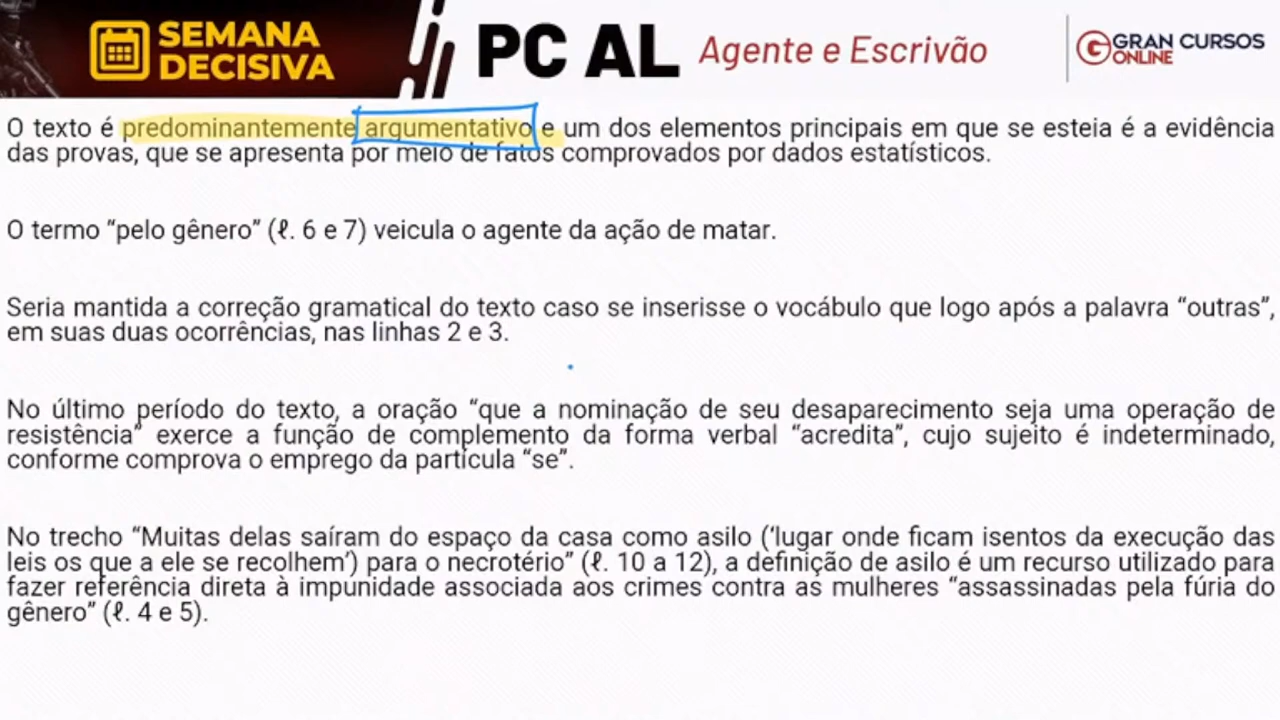 SEMANA
DECISIVA
PC AL Agente e Escrivão
GRAN CURSOS
ONLINE
O texto é predominantemente argumentativo e um dos elementos principais em que se esteia é a evidência
das provas, que se apresenta por meio de fatos comprovados por dados estatísticos.
O termo “pelo gênero” (ℓ. 6 e 7) veicula o agente da ação de matar.
Seria mantida a correção gramatical do texto caso se inserisse o vocábulo que logo após a palavra “outras”,
em suas duas ocorrências, nas linhas 2 e 3.
No último período do texto, a oração “que a nominação de seu desaparecimento seja uma operação de
resistência” exerce a função de complemento da forma verbal “acredita”, cujo sujeito é indeterminado,
conforme comprova o emprego da partícula “se”.
No trecho “Muitas delas saíram do espaço da casa como asilo (‘lugar onde ficam isentos da execução das
leis os que a ele se recolhem’) para o necrotério” (ℓ. 10 a 12), a definição de asilo é um recurso utilizado para
fazer referência direta à impunidade associada aos crimes contra as mulheres “assassinadas pela fúria do
gênero” (ℓ. 4 e 5).